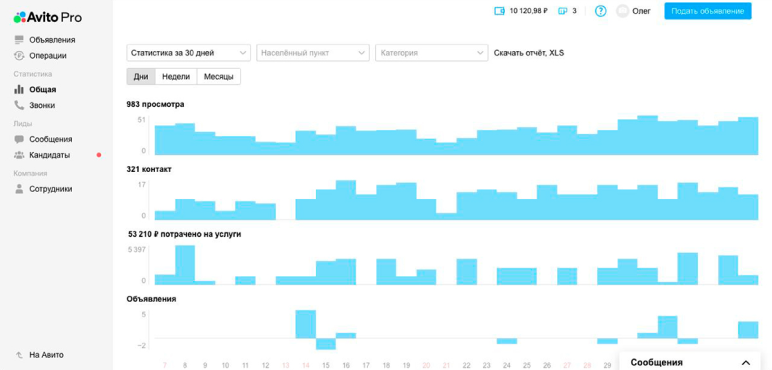 Avito Pro
10 120,98 ₽
3
?
Олег
Подать объявление
Объявления
Операции
Статистика
Общая
Звонки
Лиды
Сообщения
Кандидаты
Компания
Сотрудники
На Авито
Статистика за 30 дней
Населённый пункт
Категория
Скачать отчёт, XLS
Дни Недели Месяцы
983 просмотра
51
0
321 контакт
17
0
53 210 ₽ потрачено на услуги
5 397
0
Объявления
5
−2
7 8 9 10 11 12 13 14 15 16 17 18 19 20 21 22 23 24 25 26 27 28 29
Сообщения